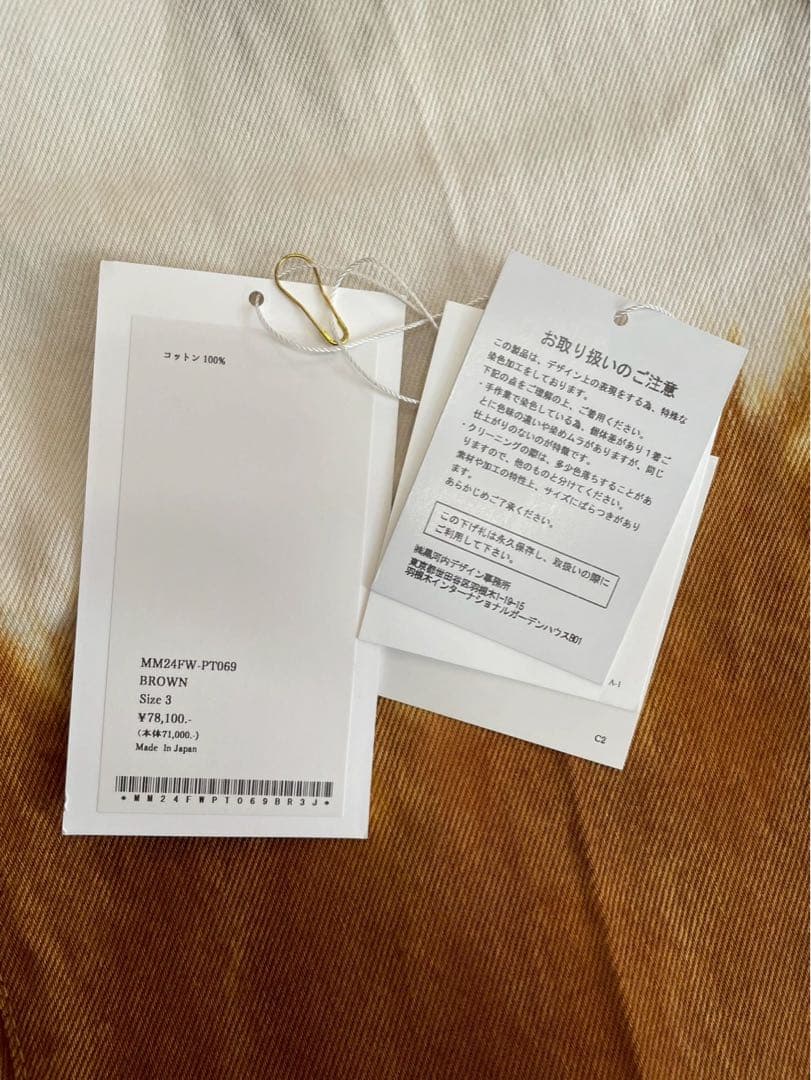 コットン 100%
MM24FW-PT069
BROWN
Size 3
¥78,100.-
(本体71,000.-)
Made In Japan
*MM24FWPT069BR3J*
お取り扱いのご注意
この製品は、デザイン上の表現をする為、特殊な
染色加工をしております。
下記の点をご理解の上、ご着用ください。
・手作業で染色している為、個体差があり1着ご
とに色味の違いや染めムラがありますが、同じ
仕上がりのないのが特徴です。
・クリーニングの際は、多少色落ちすることがあ
りますので、他のものと分けてください。
素材や加工の特性上、サイズにばらつきがあり
ます。
あらかじめご了承ください。
この下げ札は永久保存し、取扱いの際に
ご利用して下さい。
㈱黒河内デザイン事務所
東京都世田谷区羽根木1-19-15
羽根木インターナショナルガーデンハウスB01
A-1
C2